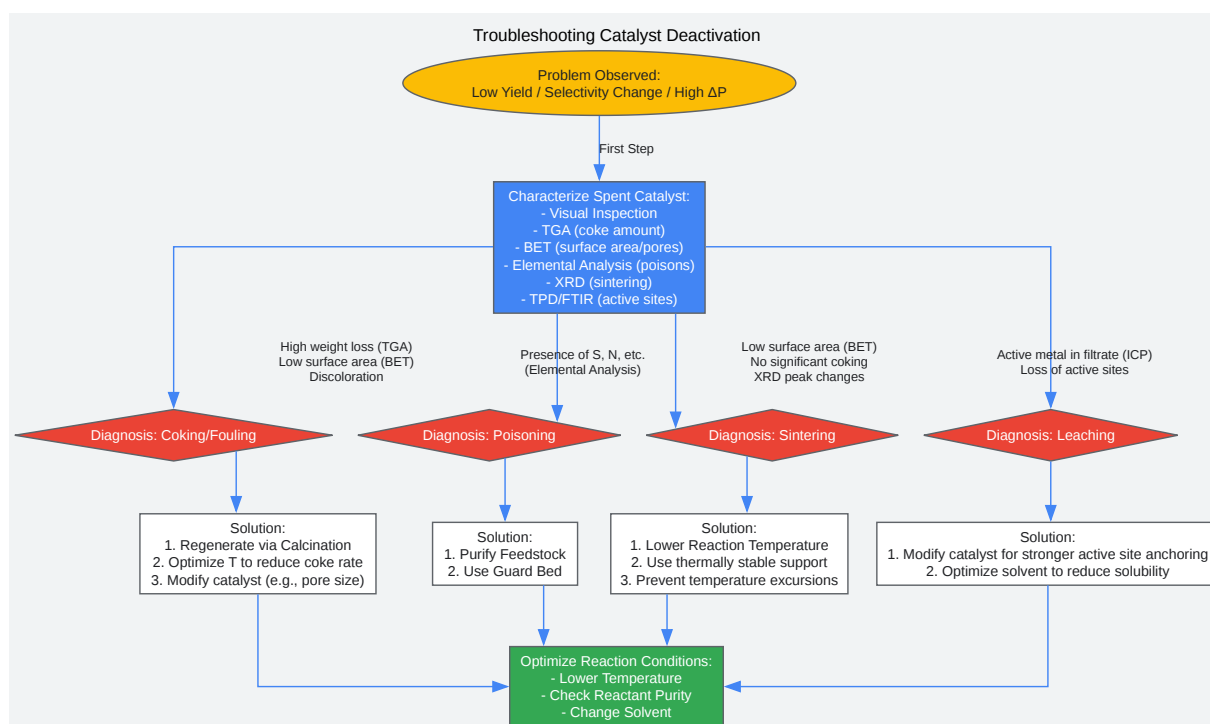 Troubleshooting Catalyst Deactivation
Problem Observed:
Low Yield / Selectivity Change / High ΔP
First Step
Characterize Spent Catalyst:
- Visual Inspection
- TGA (coke amount)
- BET (surface area/pores)
- Elemental Analysis (poisons)
- XRD (sintering)
- TPD/FTIR (active sites)
High weight loss (TGA)
Low surface area (BET)
Discoloration
Presence of S, N, etc.
(Elemental Analysis)
Low surface area (BET)
No significant coking
XRD peak changes
Active metal in filtrate (ICP)
Loss of active sites
Diagnosis: Coking/Fouling
Diagnosis: Poisoning
Diagnosis: Sintering
Diagnosis: Leaching
Solution:
1. Regenerate via Calcination
2. Optimize T to reduce coke rate
3. Modify catalyst (e.g., pore size)
Solution:
1. Purify Feedstock
2. Use Guard Bed
Solution:
1. Lower Reaction Temperature
2. Use thermally stable support
3. Prevent temperature excursions
Solution:
1. Modify catalyst for stronger active site anchoring
2. Optimize solvent to reduce solubility
Optimize Reaction Conditions:
- Lower Temperature
- Check Reactant Purity
- Change Solvent